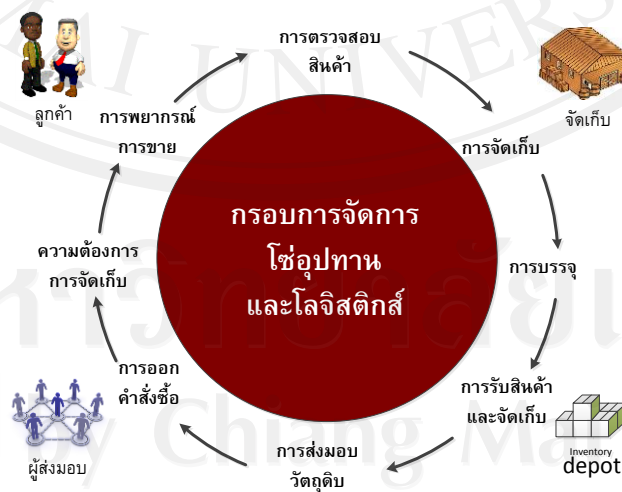 MAI UNIVERS
การตรวจสอบ
สินค้า
ลูกค้า
การพยากรณ์
การขาย
จัดเก็บ
การจัดเก็บ
กรอบการจัดการ
โซ่อุปทาน
และโลจิสติกส์
ความต้องการ
การจัดเก็บ
การบรรจุ
การออก
คำสั่งซื้อ
การรับสินค้า
และจัดเก็บ
ผู้ส่งมอบ
การส่งมอบ
วัตถุดิบ
Inventory
depot
by Chiang Ma